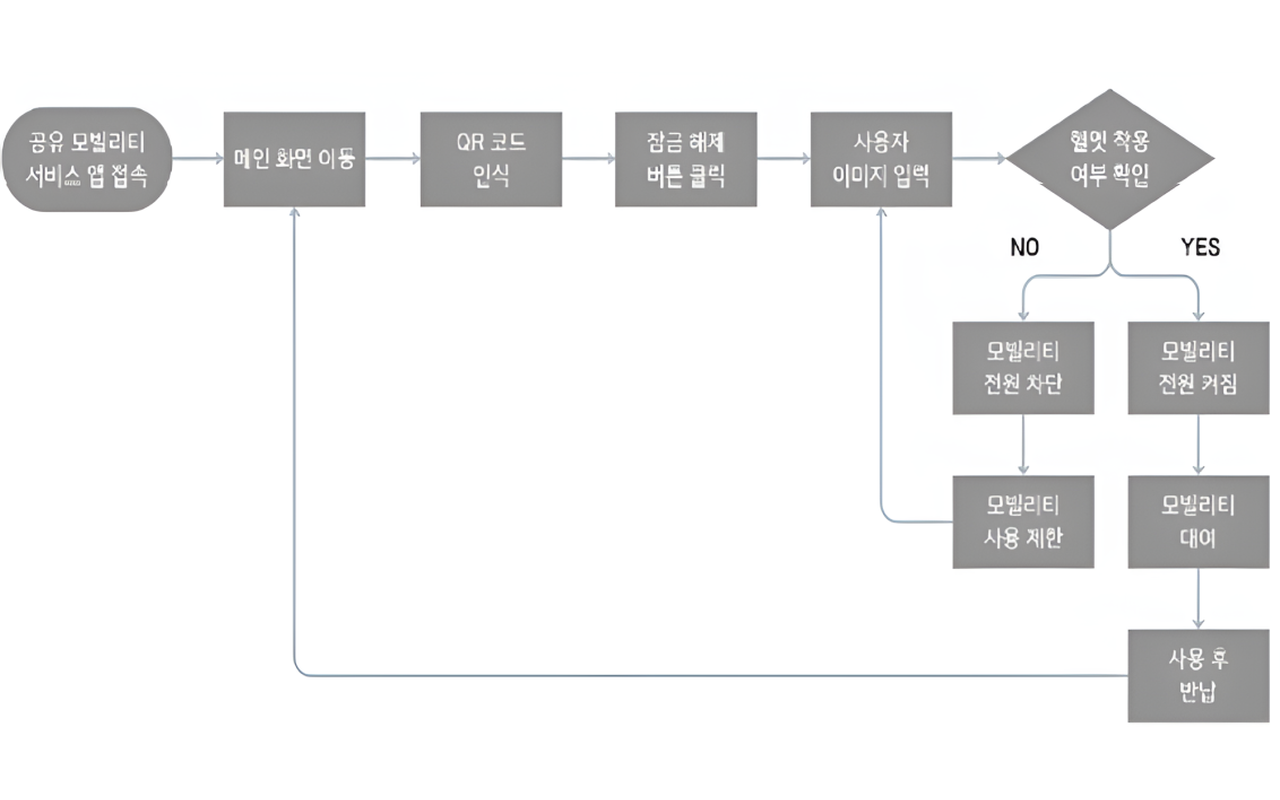 공유 모빌리티
서비스 앱 접속
메인 화면 이동
QR 코드
인식
잠금 해제
버튼 클릭
사용자
이미지 입력
헬멧 착용
여부 확인
NO
YES
모빌리티
전원 차단
모빌리티
전원 켜짐
모빌리티
사용 제한
모빌리티
대여
사용 후
반납